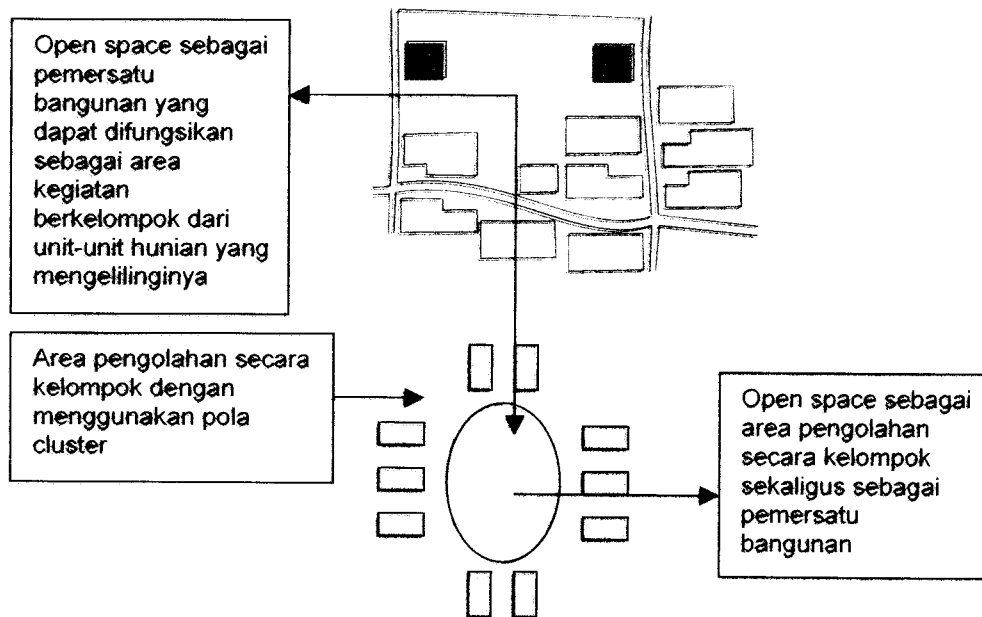 Open space sebagai
pemersatu
bangunan yang
dapat difungsikan
sebagai area
kegiatan
berkelompok dari
unit-unit hunian yang
mengelilinginya
Area pengolahan secara
kelompok dengan
menggunakan pola
cluster
Open space sebagai
area pengolahan
secara kelompok
sekaligus sebagai
pemersatu
bangunan